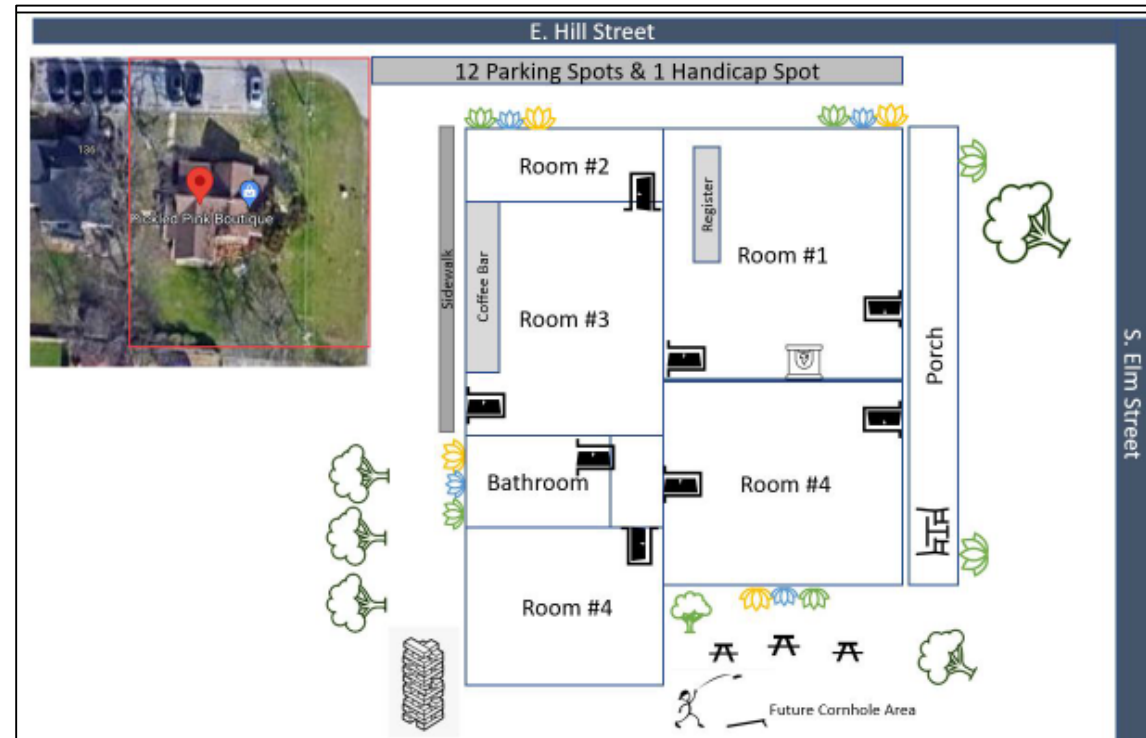 E. Hill Street
12 Parking Spots & 1 Handicap Spot
136
Pickled Pink Boutique
Sidewalk
Room #2
Register
Room #1
Coffee Bar
Room #3
Porch
S. Elm Street
Bathroom
Room #4
Room #4
Future Cornhole Area